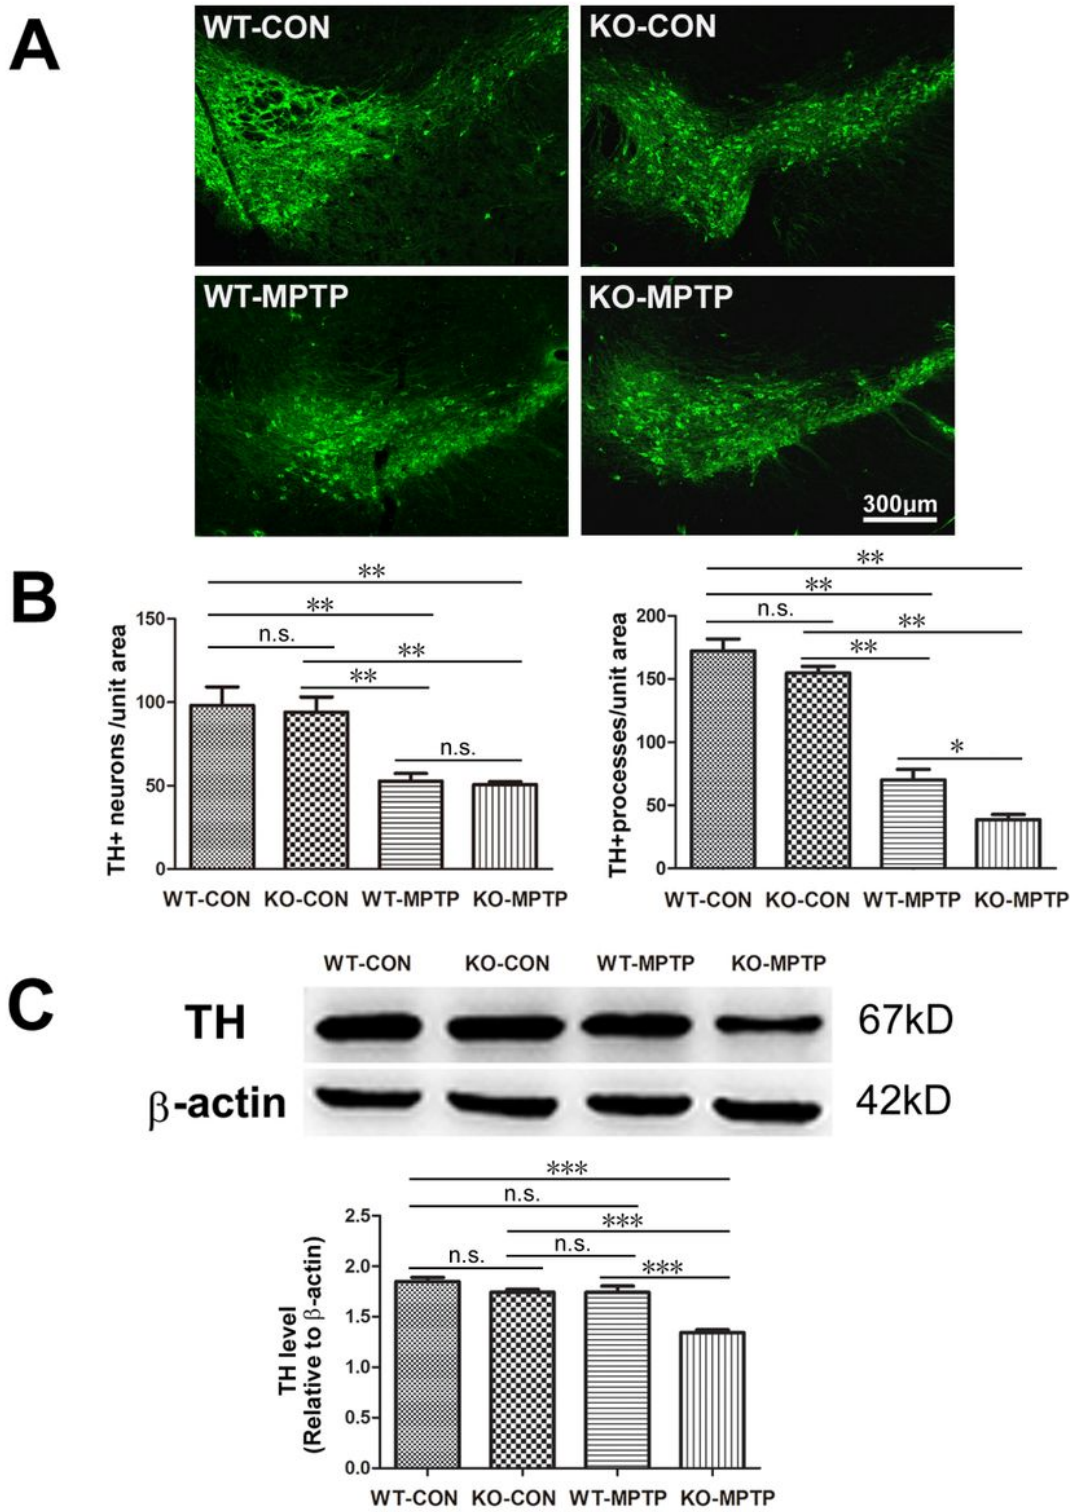 A
WT-CON
KO-CON
WT-MPTP
KO-MPTP
300μm
B
**
**
n.s.
**
**
n.s.
150
100
50
0
TH+ neurons /unit area
WT-CON KO-CON WT-MPTP KO-MPTP
**
**
n.s.
**
**
*
200
150
100
50
0
TH+processes/unit area
WT-CON KO-CON WT-MPTP KO-MPTP
C
WT-CON KO-CON WT-MPTP KO-MPTP
TH 67kD
β-actin 42kD
***
n.s.
***
n.s.
n.s.
***
2.5
2.0
1.5
1.0
0.5
0.0
TH level
(Relative to β-actin)
WT-CON KO-CON WT-MPTP KO-MPTP